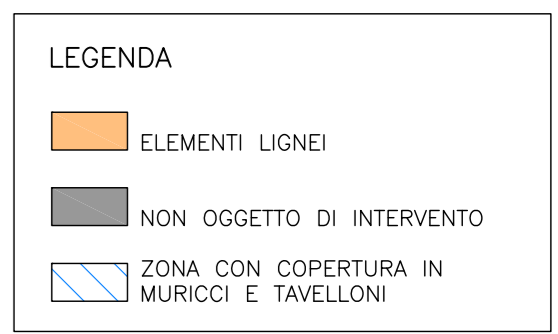 LEGENDA
ELEMENTI LIGNEI
NON OGGETTO DI INTERVENTO
ZONA CON COPERTURA IN
MURICCI E TAVELLONI